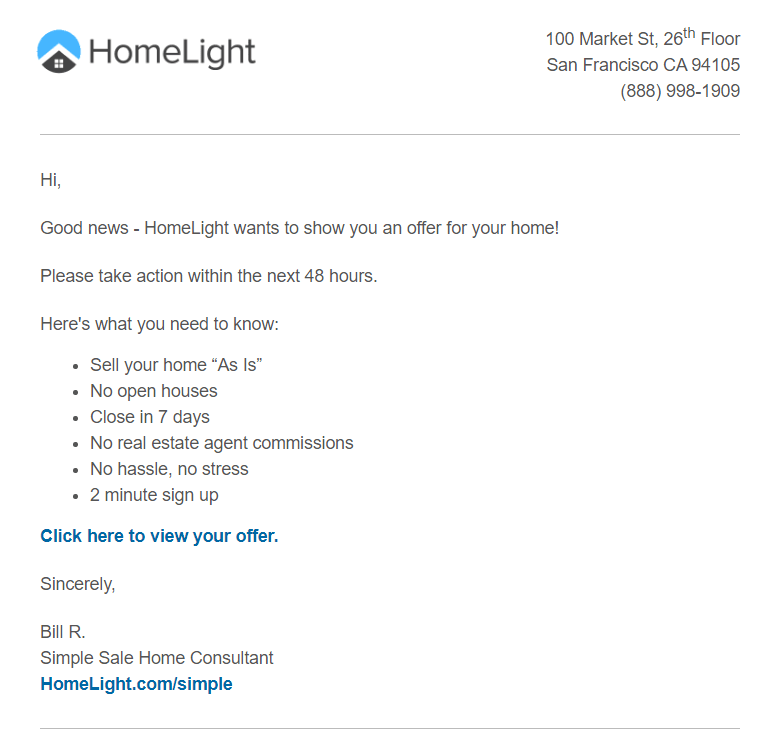 HomeLight
100 Market St, 26th Floor
San Francisco CA 94105
(888) 998-1909
Hi,
Good news - HomeLight wants to show you an offer for your home!
Please take action within the next 48 hours.
Here's what you need to know:
• Sell your home “As Is”
• No open houses
• Close in 7 days
• No real estate agent commissions
• No hassle, no stress
• 2 minute sign up
Click here to view your offer.
Sincerely,
Bill R.
Simple Sale Home Consultant
HomeLight.com/simple